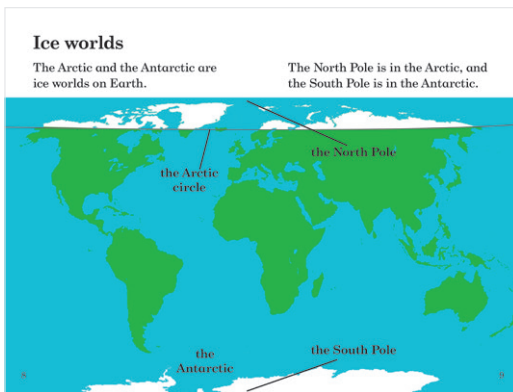 Ice worlds
The Arctic and the Antarctic are
ice worlds on Earth.
The North Pole is in the Arctic, and
the South Pole is in the Antarctic.
the North Pole
the Arctic
circle
the
Antarctic
the South Pole
8
9